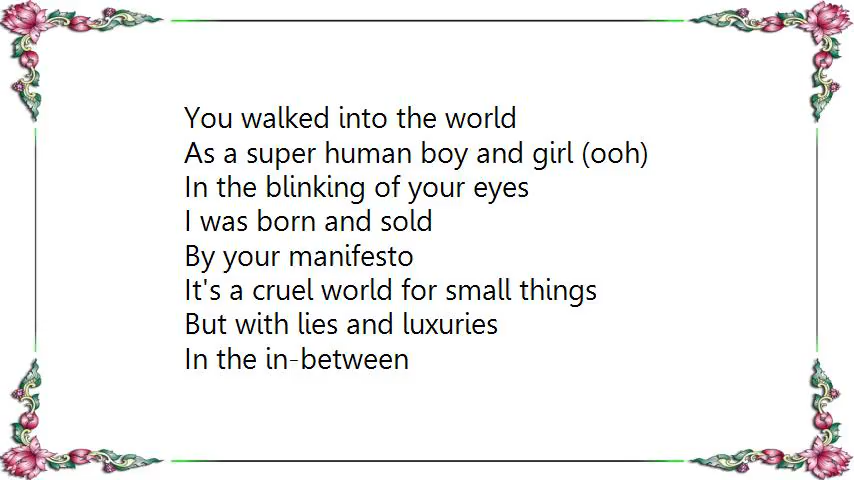 You walked into the world
As a super human boy and girl (ooh)
In the blinking of your eyes
I was born and sold
By your manifesto
It's a cruel world for small things
But with lies and luxuries
In the in-between